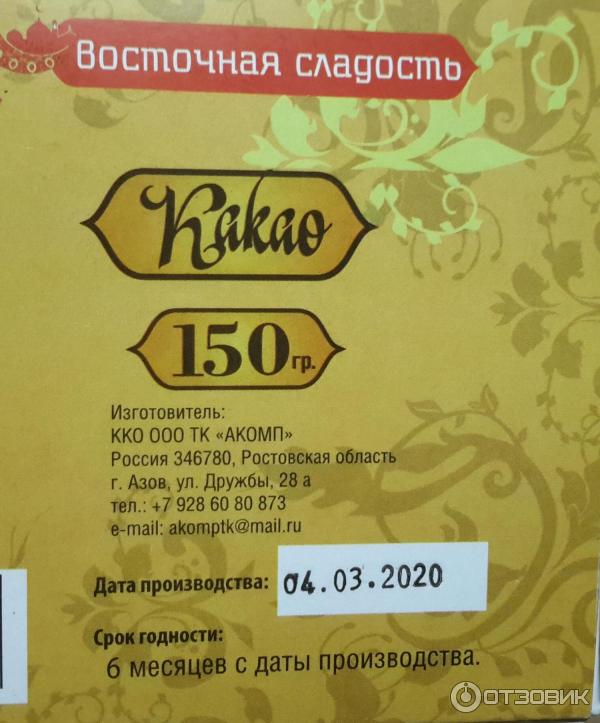 Восточная сладость
Какао
150 гр.
Изготовитель:
ККО ООО ТК «АКОМП»
Россия 346780, Ростовская область
г. Азов, ул. Дружбы, 28 а
тел.: +7 928 60 80 873
e-mail: akomptk@mail.ru
Дата производства: 04.03.2020
Срок годности:
6 месяцев с даты производства.
ОТЗОВИК